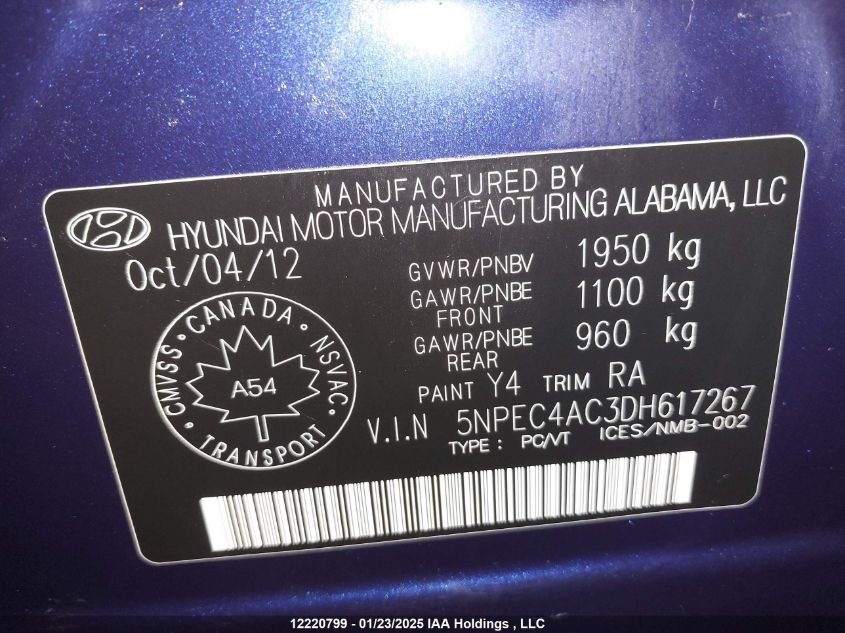 MANUFACTURED BY
HYUNDAI MOTOR MANUFACTURING ALABAMA, LLC
Oct/04/12
GVWR/PNBV 1950 kg
GAWR/PNBE FRONT 1100 kg
GAWR/PNBE REAR 960 kg
PAINT Y4 TRIM RA
V.I.N 5NPEC4AC3DH617267
TYPE : PC/VT ICES/NMB-002
CMVSS • CANADA • NSVAC • TRANSPORT •
A54
12220799 - 01/23/2025 IAA Holdings , LLC